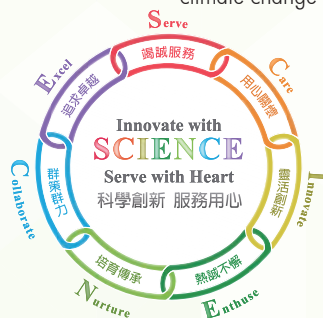 climate change
Serve
竭誠服務
Care
用心關懷
Innovate
靈活創新
Enthuse
熱誠不懈
Nurture
培育傳承
Collaborate
群策群力
Excel
追求卓越
Innovate with
SCIENCE
Serve with Heart
科學創新 服務用心